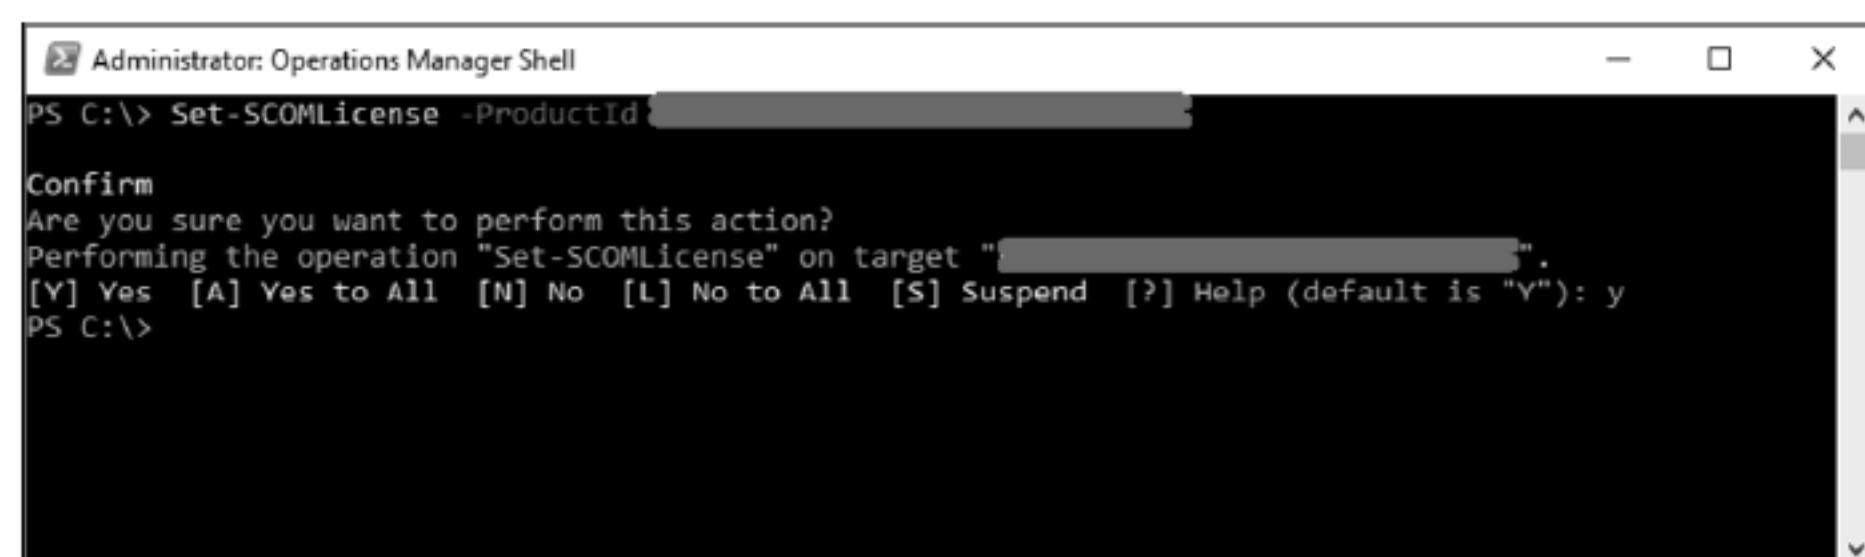 Administrator: Operations Manager Shell
PS C:\> Set-SCOMLicense -ProductId
Confirm
Are you sure you want to perform this action?
Performing the operation "Set-SCOMLicense" on target "".
[Y] Yes  [A] Yes to All  [N] No  [L] No to All  [S] Suspend  [?] Help (default is "Y"): y
PS C:\>